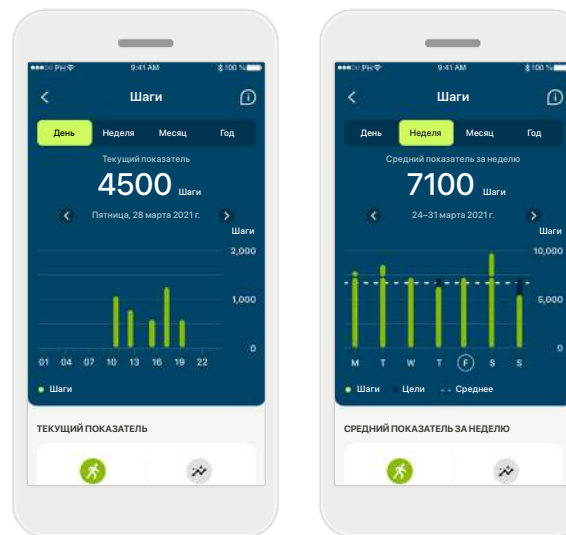 РН 9:41 AM 100 %
Шаги
День Неделя Месяц Год
Текущий показатель
4500 Шаги
Пятница, 28 марта 2021 г.
Шаги
2,000
1,000
0
01 04 07 10 13 16 19 22
Шаги
ТЕКУЩИЙ ПОКАЗАТЕЛЬ
РН 9:41 AM 100 %
Шаги
День Неделя Месяц Год
Средний показатель за неделю
7100 Шаги
24–31 марта 2021 г.
Шаги
10,000
5,000
0
M T W T F S S
Шаги Цели Среднее
СРЕДНИЙ ПОКАЗАТЕЛЬ ЗА НЕДЕЛЮ